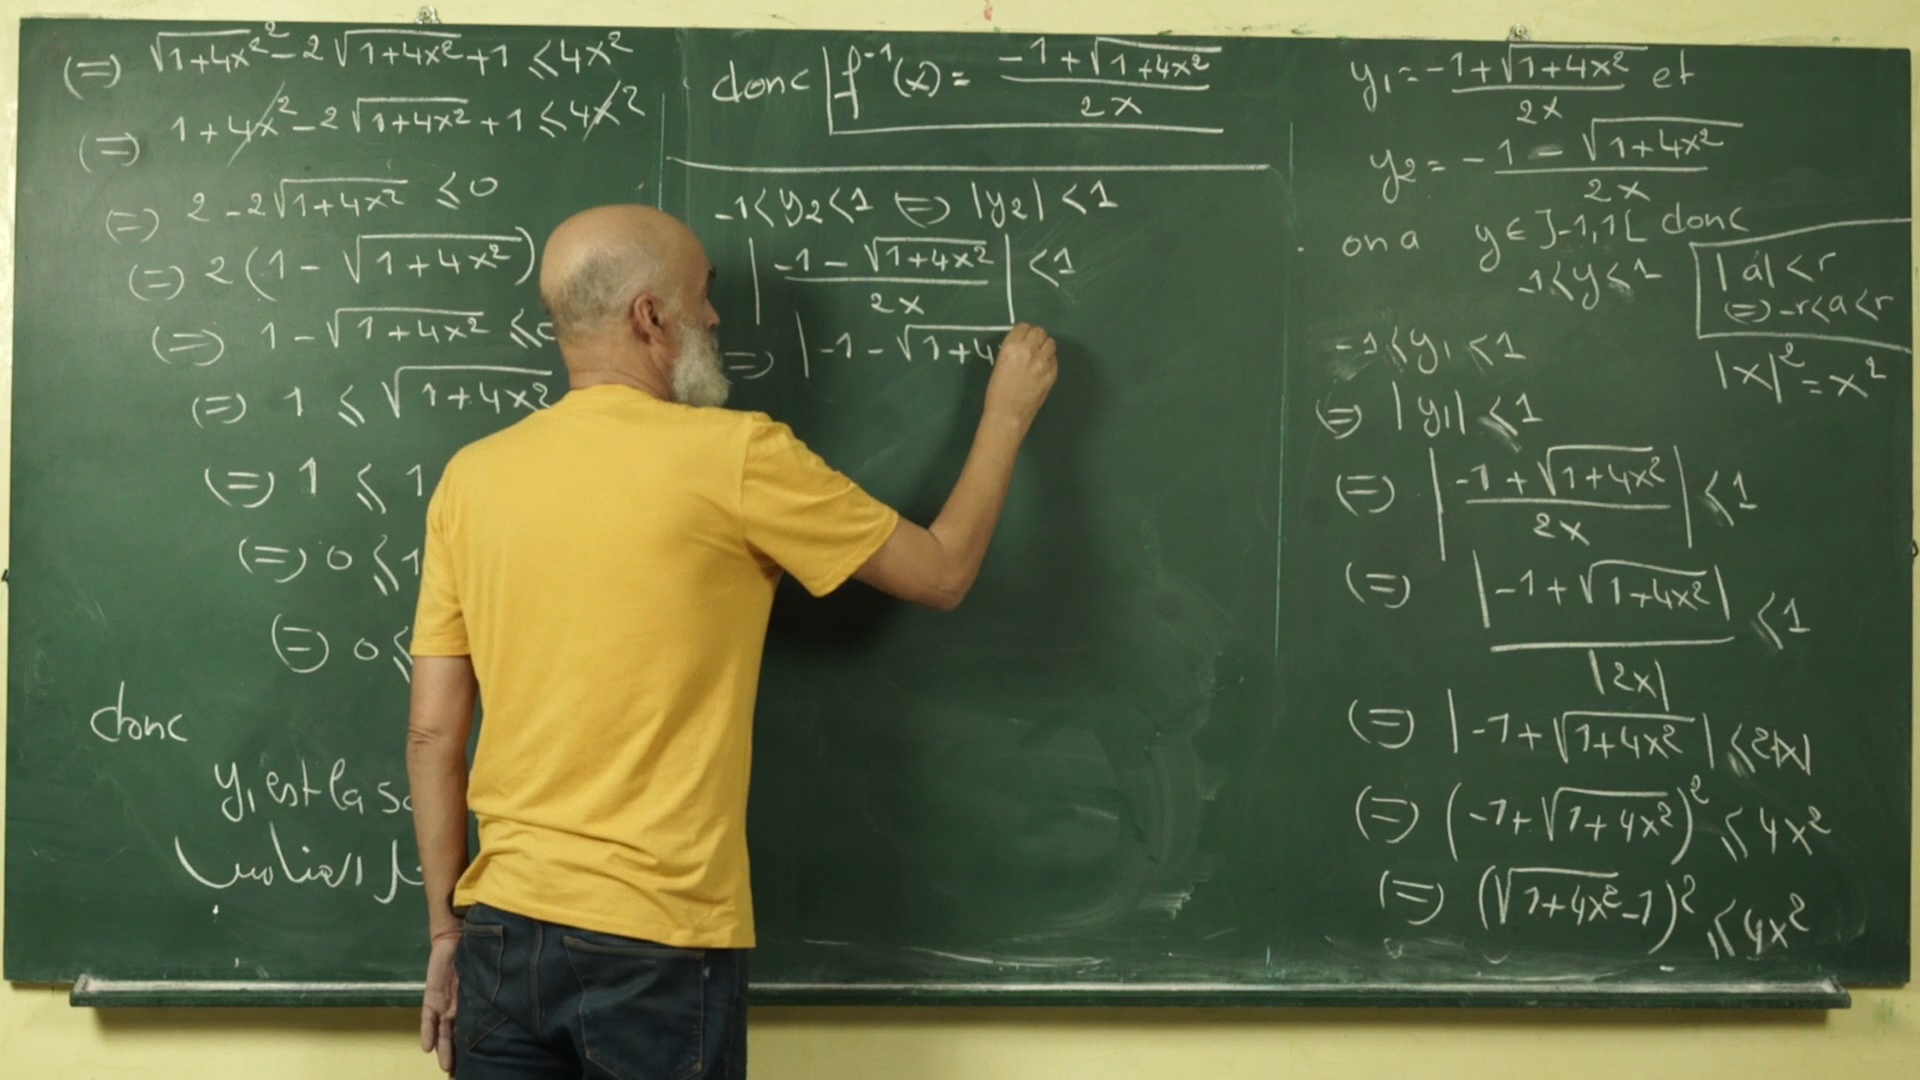 (=) √1+4x²² - 2√1+4x² + 1 ⩽ 4x²
(=) 1 + 4x² - 2√1+4x² + 1 ⩽ 4x²
(=) 2 - 2√1+4x² ⩽ 0
(=) 2(1 - √1+4x²)
(=) 1 - √1+4x² ⩽
(=) 1 ⩽ √1+4x²
(=) 1 ⩽ 1
(=) 0 ⩽ 1
(=) 0 ⩽
donc
y₁ est la
donc f⁻¹(x) = (-1+√1+4x²)/(2x)
-1<y₂<1 (=) |y₂| <1
|(-1-√1+4x²)/(2x)| <1
=) |-1-√1+4
y₁ = (-1+√1+4x²)/(2x) et
y₂ = (-1-√1+4x²)/(2x)
on a y∈]-1,1[ donc
-1<y<1
|a|<r
(=) -r<a<r
|x|² = x²
-1⩽y₁⩽1
(=) |y₁| ⩽1
(=) |(-1+√1+4x²)/(2x)| ⩽1
(=) |-1+√1+4x²|/|2x| ⩽1
(=) |-1+√1+4x²| ⩽2|x|
(=) (-1+√1+4x²)² ⩽ 4x²
(=) (√1+4x²-1)² ⩽ 4x²